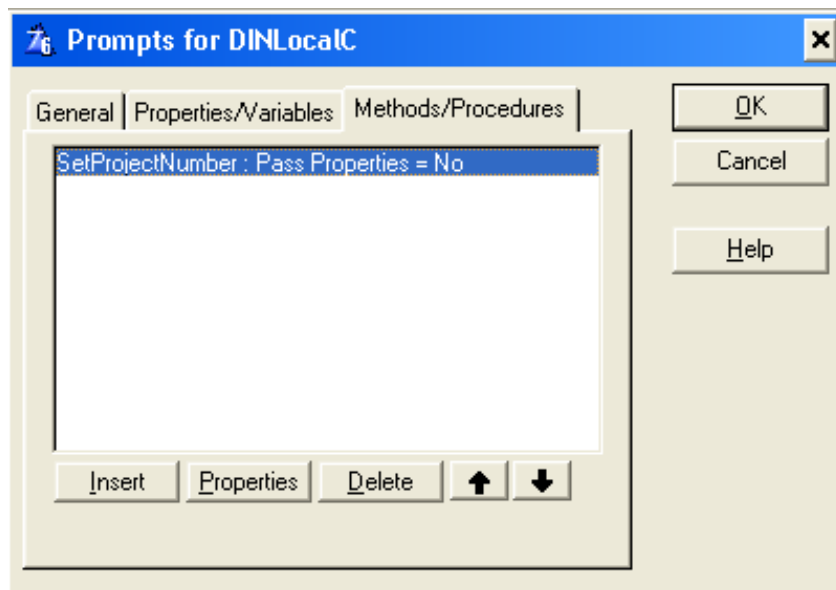 Prompts for DINLocalC
General Properties/Variables Methods/Procedures
OK
SetProjectNumber : Pass Properties = No
Cancel
Help
Insert Properties Delete